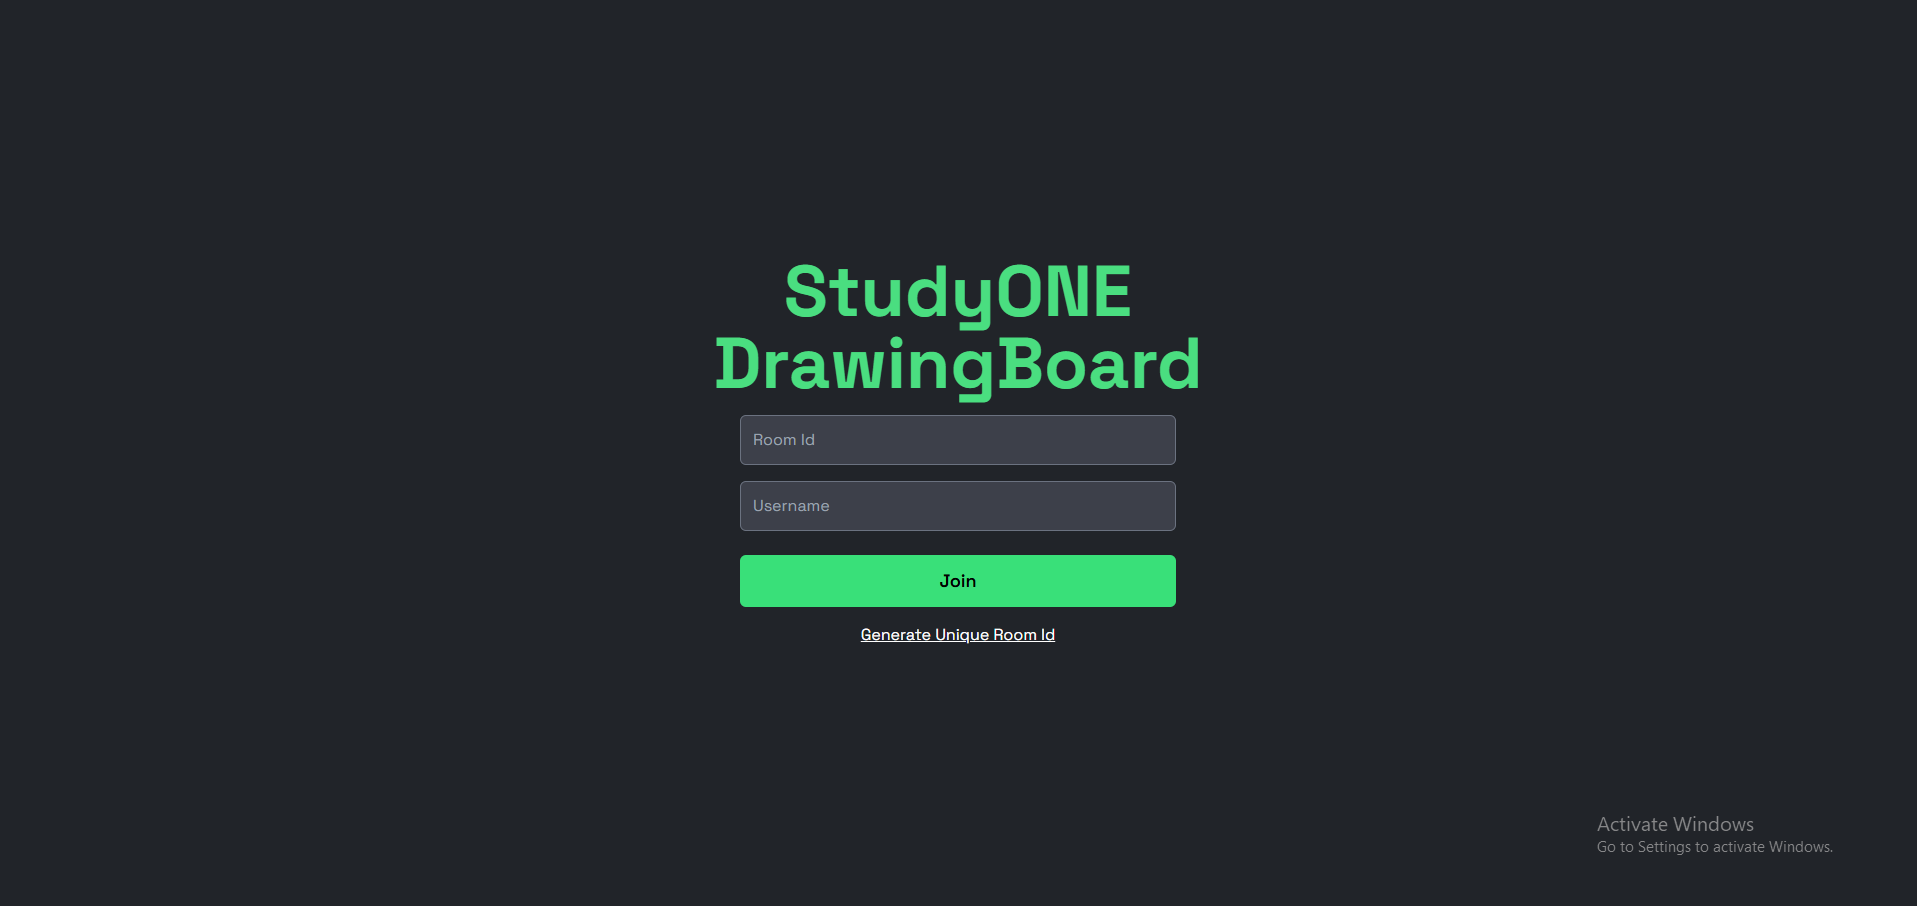 StudyONE
DrawingBoard
Room Id
Username
Join
Generate Unique Room Id
Activate Windows
Go to Settings to activate Windows.